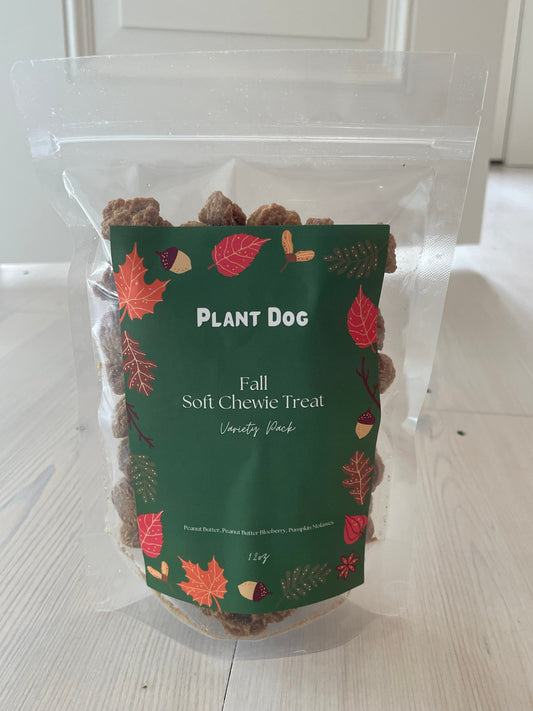 PLANT DOG
Fall
Soft Chewie Treat
Variety Pack
Peanut Butter, Peanut Butter Blueberry, Pumpkin Molasses
12oz